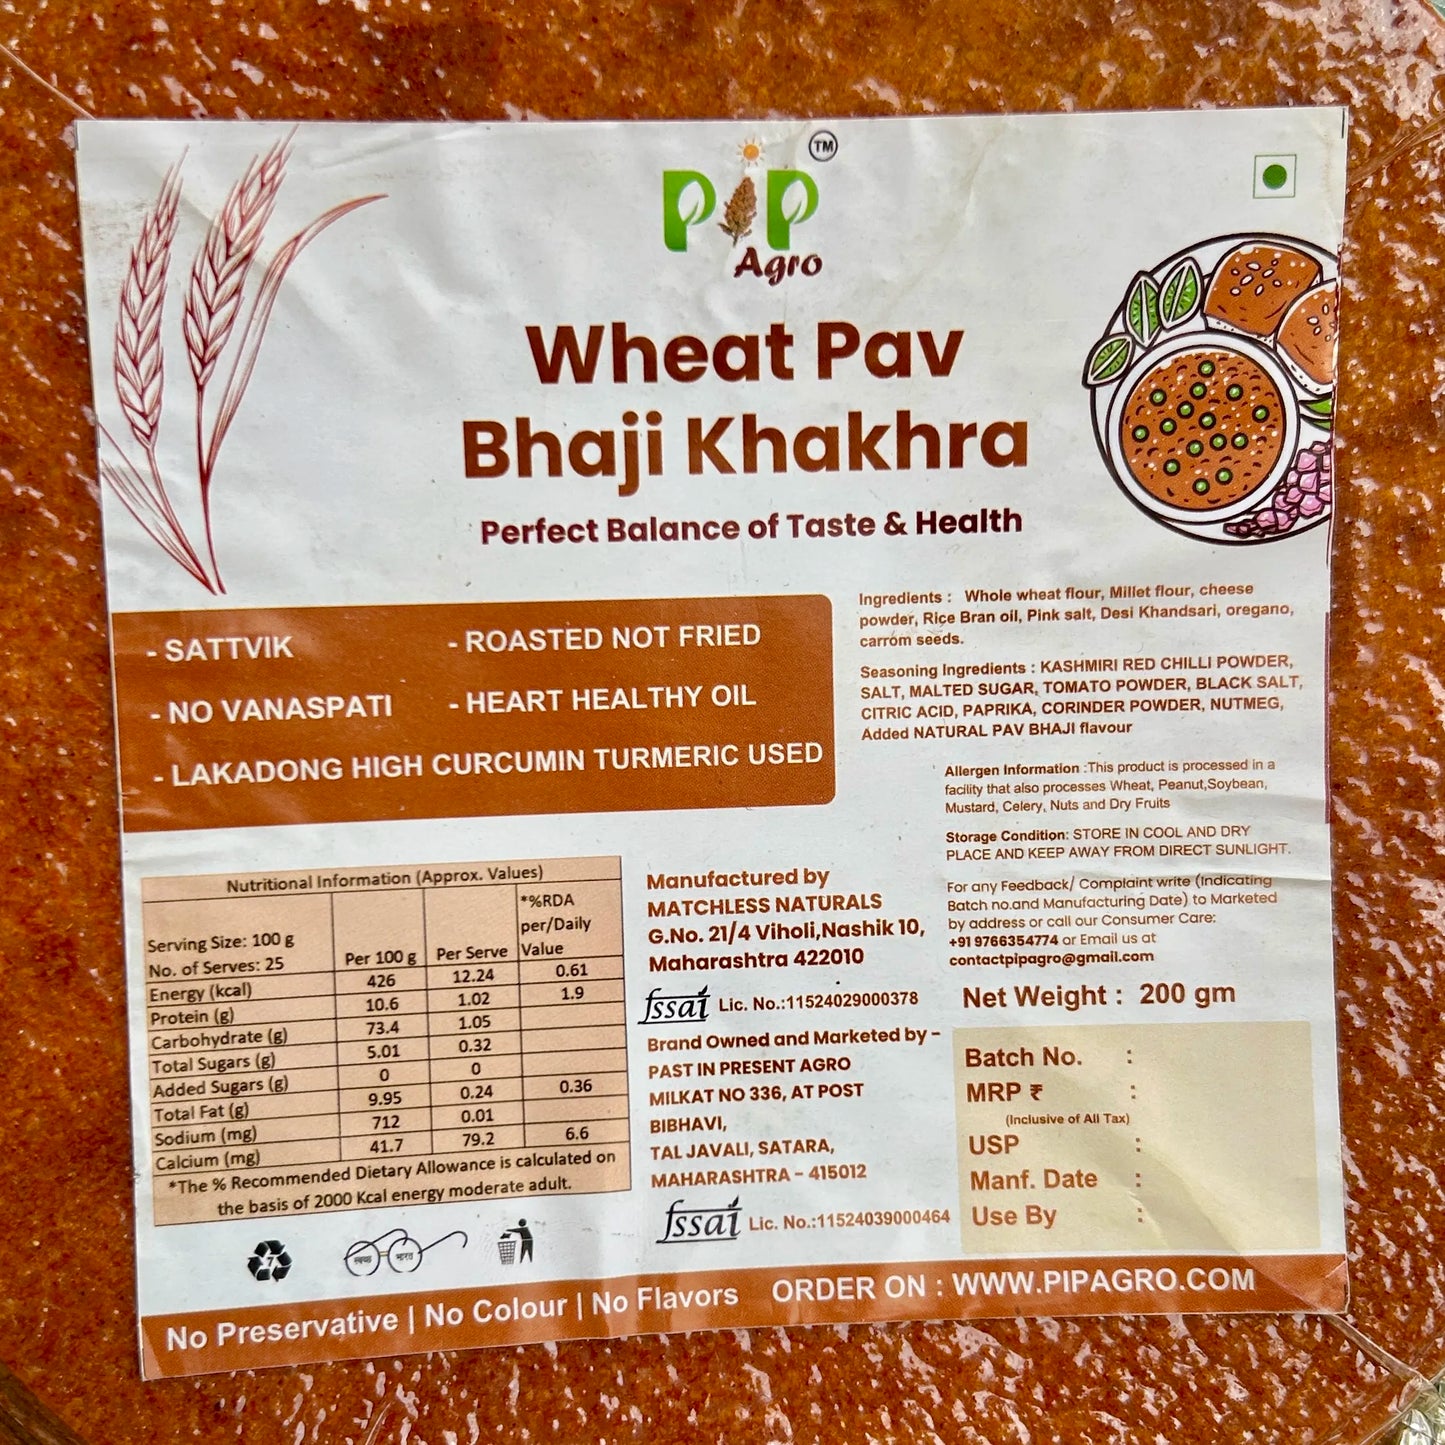 TM
PIP
Agro
Wheat Pav
Bhaji Khakhra
Perfect Balance of Taste & Health
- SATTVIK
- ROASTED NOT FRIED
- NO VANASPATI
- HEART HEALTHY OIL
- LAKADONG HIGH CURCUMIN TURMERIC USED
Ingredients : Whole wheat flour, Millet flour, cheese
powder, Rice Bran oil, Pink salt, Desi Khandsari, oregano,
carrom seeds.
Seasoning Ingredients : KASHMIRI RED CHILLI POWDER,
SALT, MALTED SUGAR, TOMATO POWDER, BLACK SALT,
CITRIC ACID, PAPRIKA, CORINDER POWDER, NUTMEG,
Added NATURAL PAV BHAJI flavour
Allergen Information :This product is processed in a
facility that also processes Wheat, Peanut,Soybean,
Mustard, Celery, Nuts and Dry Fruits
Storage Condition: STORE IN COOL AND DRY
PLACE AND KEEP AWAY FROM DIRECT SUNLIGHT.
For any Feedback/ Complaint write (Indicating
Batch no.and Manufacturing Date) to Marketed
by address or call our Consumer Care:
+91 9766354774 or Email us at
contactpipagro@gmail.com
Net Weight : 200 gm
Batch No. :
MRP ₹ :
(Inclusive of All Tax)
USP :
Manf. Date :
Use By :
Nutritional Information (Approx. Values)
Serving Size: 100 g
No. of Serves: 25
Per 100 g
Per Serve
*%RDA
per/Daily
Value
Energy (kcal) 426 12.24 0.61
Protein (g) 10.6 1.02 1.9
Carbohydrate (g) 73.4 1.05
Total Sugars (g) 5.01 0.32
Added Sugars (g) 0 0
Total Fat (g) 9.95 0.24 0.36
Sodium (mg) 712 0.01
Calcium (mg) 41.7 79.2 6.6
*The % Recommended Dietary Allowance is calculated on
the basis of 2000 Kcal energy moderate adult.
Manufactured by
MATCHLESS NATURALS
G.No. 21/4 Viholi,Nashik 10,
Maharashtra 422010
fssai Lic. No.:11524029000378
Brand Owned and Marketed by -
PAST IN PRESENT AGRO
MILKAT NO 336, AT POST
BIBHAVI,
TAL JAVALI, SATARA,
MAHARASHTRA - 415012
fssai Lic. No.:11524039000464
7
स्वच्छ भारत
No Preservative | No Colour | No Flavors ORDER ON : WWW.PIPAGRO.COM